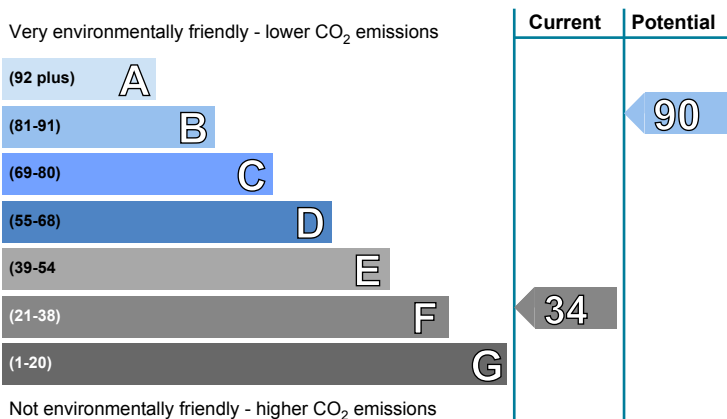 Current Potential
Very environmentally friendly - lower CO2 emissions
(92 plus) A
(81-91) B
90
(69-80) C
(55-68) D
(39-54 E
(21-38) F
34
(1-20) G
Not environmentally friendly - higher CO2 emissions